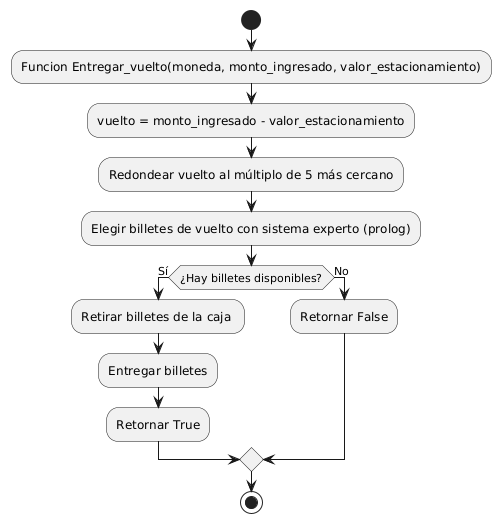 Funcion Entregar_vuelto(moneda, monto_ingresado, valor_estacionamiento)
vuelto = monto_ingresado - valor_estacionamiento
Redondear vuelto al múltiplo de 5 más cercano
Elegir billetes de vuelto con sistema experto (prolog)
¿Hay billetes disponibles?
Sí
No
Retirar billetes de la caja
Retornar False
Entregar billetes
Retornar True